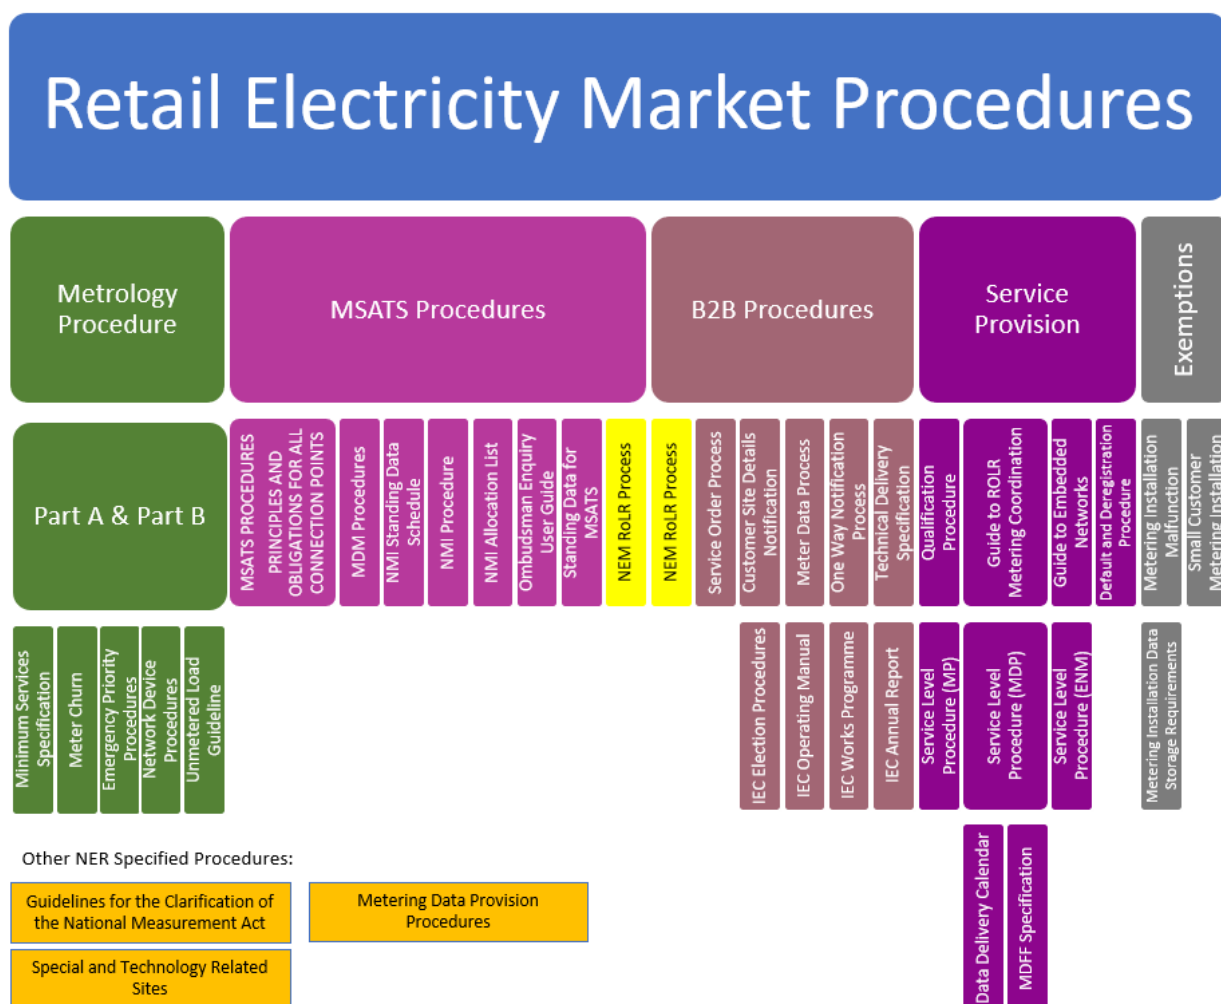 Retail Electricity Market Procedures
Metrology
Procedure
MSATS Procedures
B2B Procedures
Service
Provision
Exemptions
Part A & Part B
MSATS PROCEDURES
PRINCIPLES AND
OBLIGATIONS FOR ALL
CONNECTION POINTS
MDM Procedures
NMI Standing Data
Schedule
NMI Procedure
NMI Allocation List
Ombudsman Enquiry
User Guide
Standing Data for
MSATS
NEM RoLR Process
NEM RoLR Process
Service Order Process
Customer Site Details
Notification
Meter Data Process
One Way Notification
Process
Technical Delivery
Specification
Qualification
Procedure
Guide to ROLR
Metering Coordination
Guide to Embedded
Networks
Default and Deregistration
Procedure
Metering Installation
Malfunction
Small Customer
Metering Installation
Minimum Services
Specification
Meter Churn
Emergency Priority
Procedures
Network Device
Procedures
Unmetered Load
Guideline
IEC Election Procedures
IEC Operating Manual
IEC Works Programme
IEC Annual Report
Service Level
Procedure (MP)
Service Level
Procedure (MDP)
Service Level
Procedure (ENM)
Metering Installation Data
Storage Requirements
Data Delivery Calendar
MDFF Specification
Other NER Specified Procedures:
Guidelines for the Clarification of
the National Measurement Act
Metering Data Provision
Procedures
Special and Technology Related
Sites